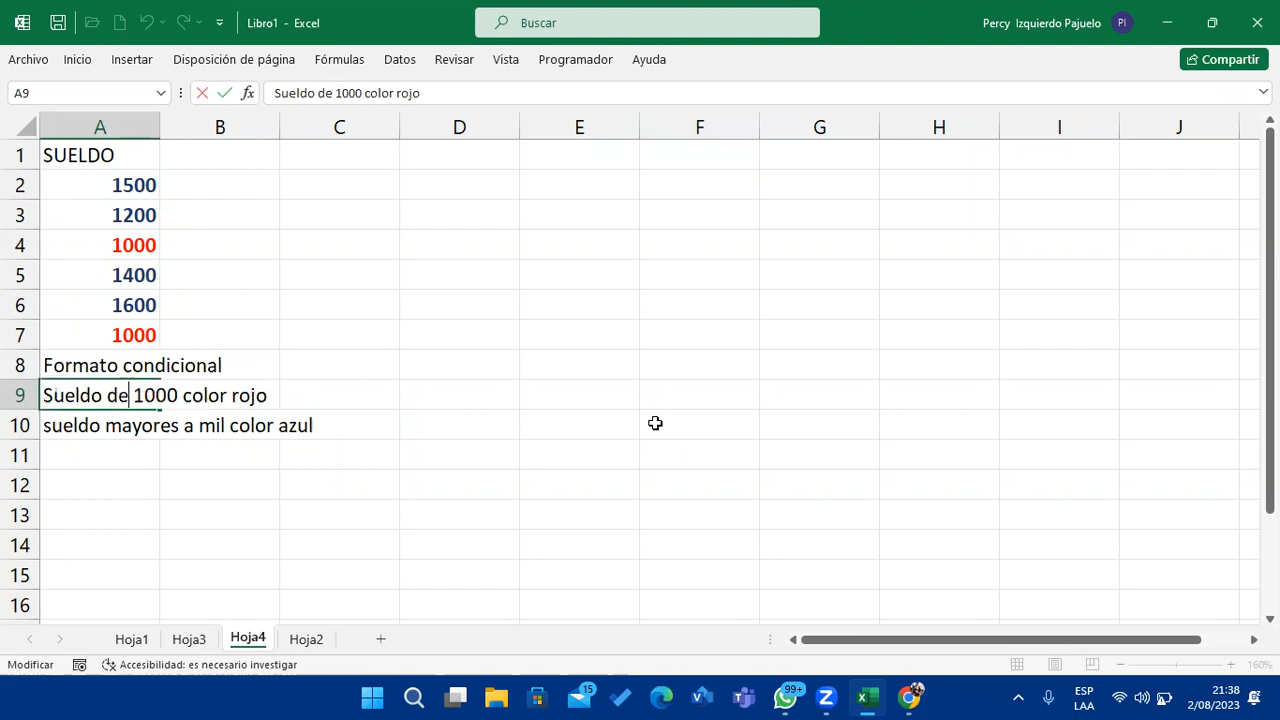 Libro1 - Excel
Buscar
Percy Izquierdo Pajuelo
PI
Archivo Inicio Insertar Disposición de página Fórmulas Datos Revisar Vista Programador Ayuda
Compartir
A9
fx
Sueldo de 1000 color rojo
A B C D E F G H I J
1 SUELDO
2 1500
3 1200
4 1000
5 1400
6 1600
7 1000
8 Formato condicional
9 Sueldo de 1000 color rojo
10 sueldo mayores a mil color azul
11
12
13
14
15
16
Hoja1 Hoja3 Hoja4 Hoja2
Modificar
Accesibilidad: es necesario investigar
160%
15
99+
ESP
LAA
21:38
2/08/2023